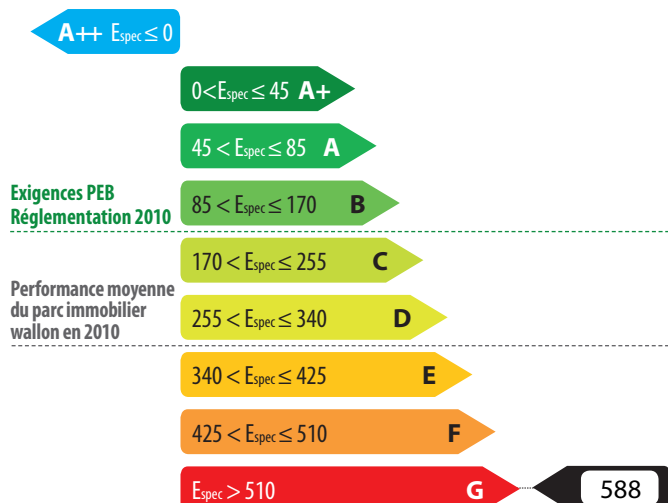 A++ Espec ≤ 0
0<Espec ≤ 45 A+
45 < Espec ≤ 85 A
Exigences PEB
Réglementation 2010
85 < Espec ≤ 170 B
170 < Espec ≤ 255 C
Performance moyenne
du parc immobilier
wallon en 2010
255 < Espec ≤ 340 D
340 < Espec ≤ 425 E
425 < Espec ≤ 510 F
Espec > 510 G
588